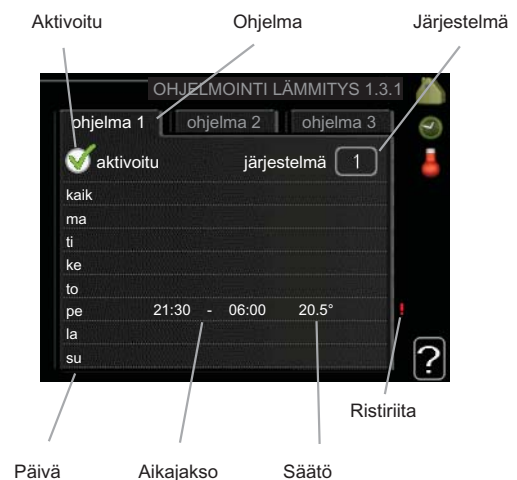 Aktivoitu Ohjelma Järjestelmä
OHJELMOINTI LÄMMITYS 1.3.1
ohjelma 1 ohjelma 2 ohjelma 3
aktivoitu järjestelmä 1
kaik
ma
ti
ke
to
pe 21:30 - 06:00 20.5° !
la
su
?
Ristiriita
Päivä Aikajakso Säätö